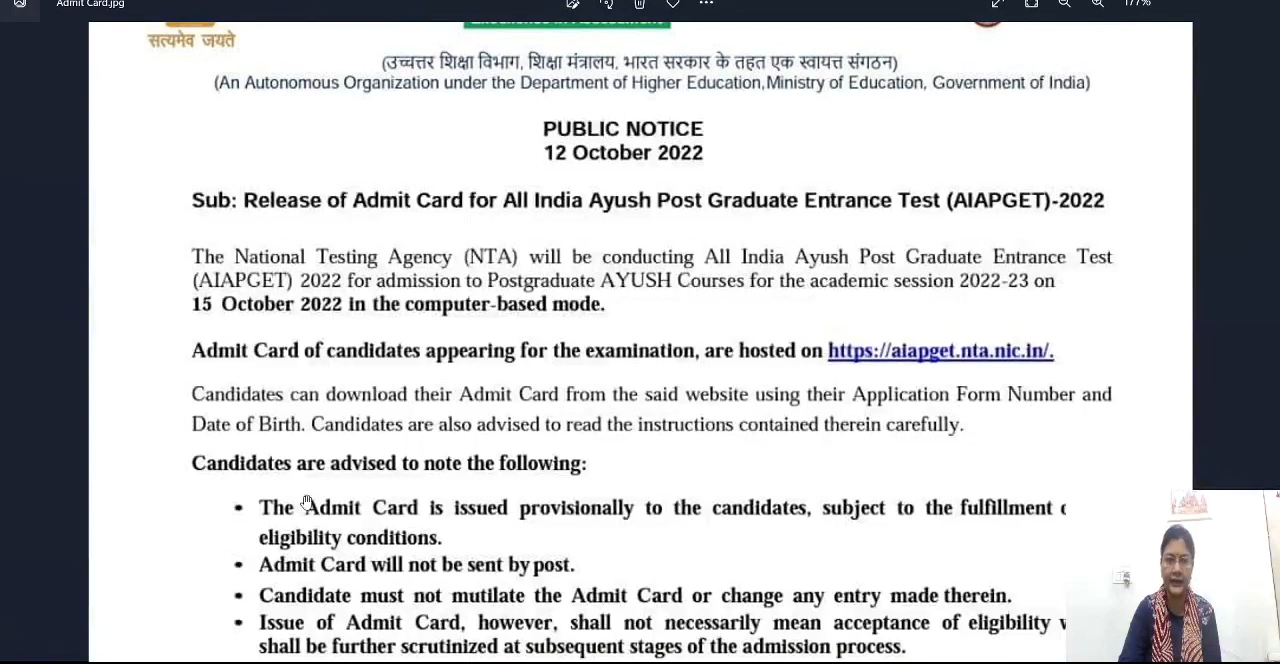 Admit Card.jpg
177%
सत्यमेव जयते
Excellence in Assessment
(उच्चत्तर शिक्षा विभाग, शिक्षा मंत्रालय, भारत सरकार के तहत एक स्वायत्त संगठन)
(An Autonomous Organization under the Department of Higher Education,Ministry of Education, Government of India)
PUBLIC NOTICE
12 October 2022
Sub: Release of Admit Card for All India Ayush Post Graduate Entrance Test (AIAPGET)-2022
The National Testing Agency (NTA) will be conducting All India Ayush Post Graduate Entrance Test
(AIAPGET) 2022 for admission to Postgraduate AYUSH Courses for the academic session 2022-23 on
15 October 2022 in the computer-based mode.
Admit Card of candidates appearing for the examination, are hosted on https://aiapget.nta.nic.in/.
Candidates can download their Admit Card from the said website using their Application Form Number and
Date of Birth. Candidates are also advised to read the instructions contained therein carefully.
Candidates are advised to note the following:
• The Admit Card is issued provisionally to the candidates, subject to the fulfillment
eligibility conditions.
• Admit Card will not be sent by post.
• Candidate must not mutilate the Admit Card or change any entry made therein.
• Issue of Admit Card, however, shall not necessarily mean acceptance of eligibility
shall be further scrutinized at subsequent stages of the admission process.